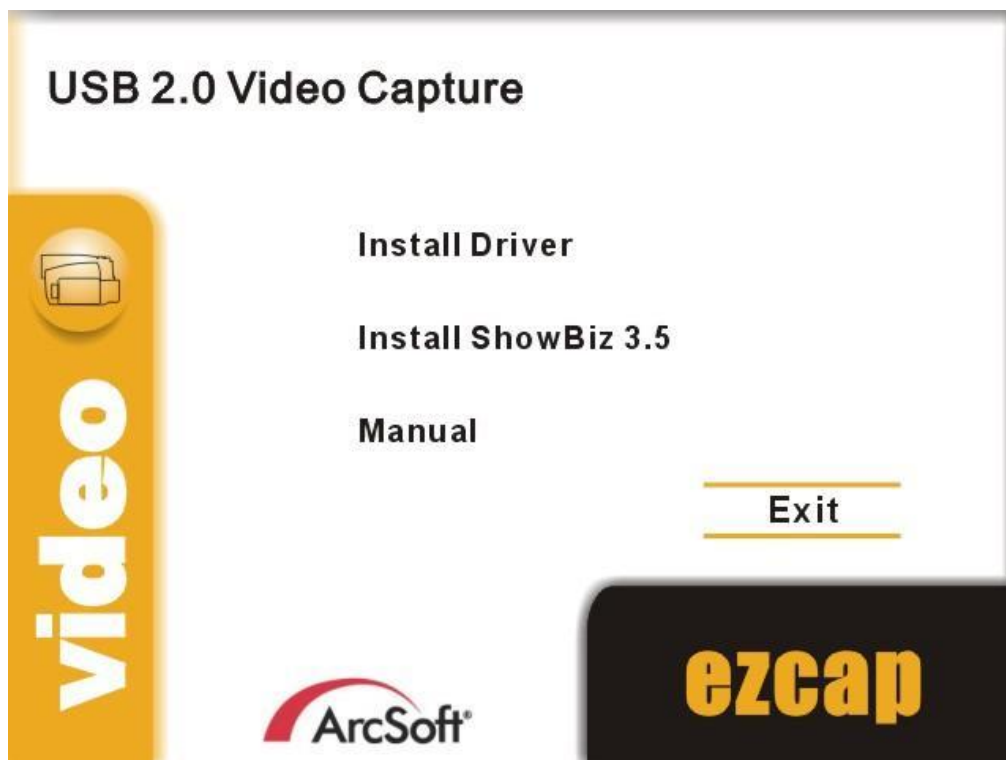 USB 2.0 Video Capture
Install Driver
Install ShowBiz 3.5
Manual
Exit
video
ArcSoft®
ezcap